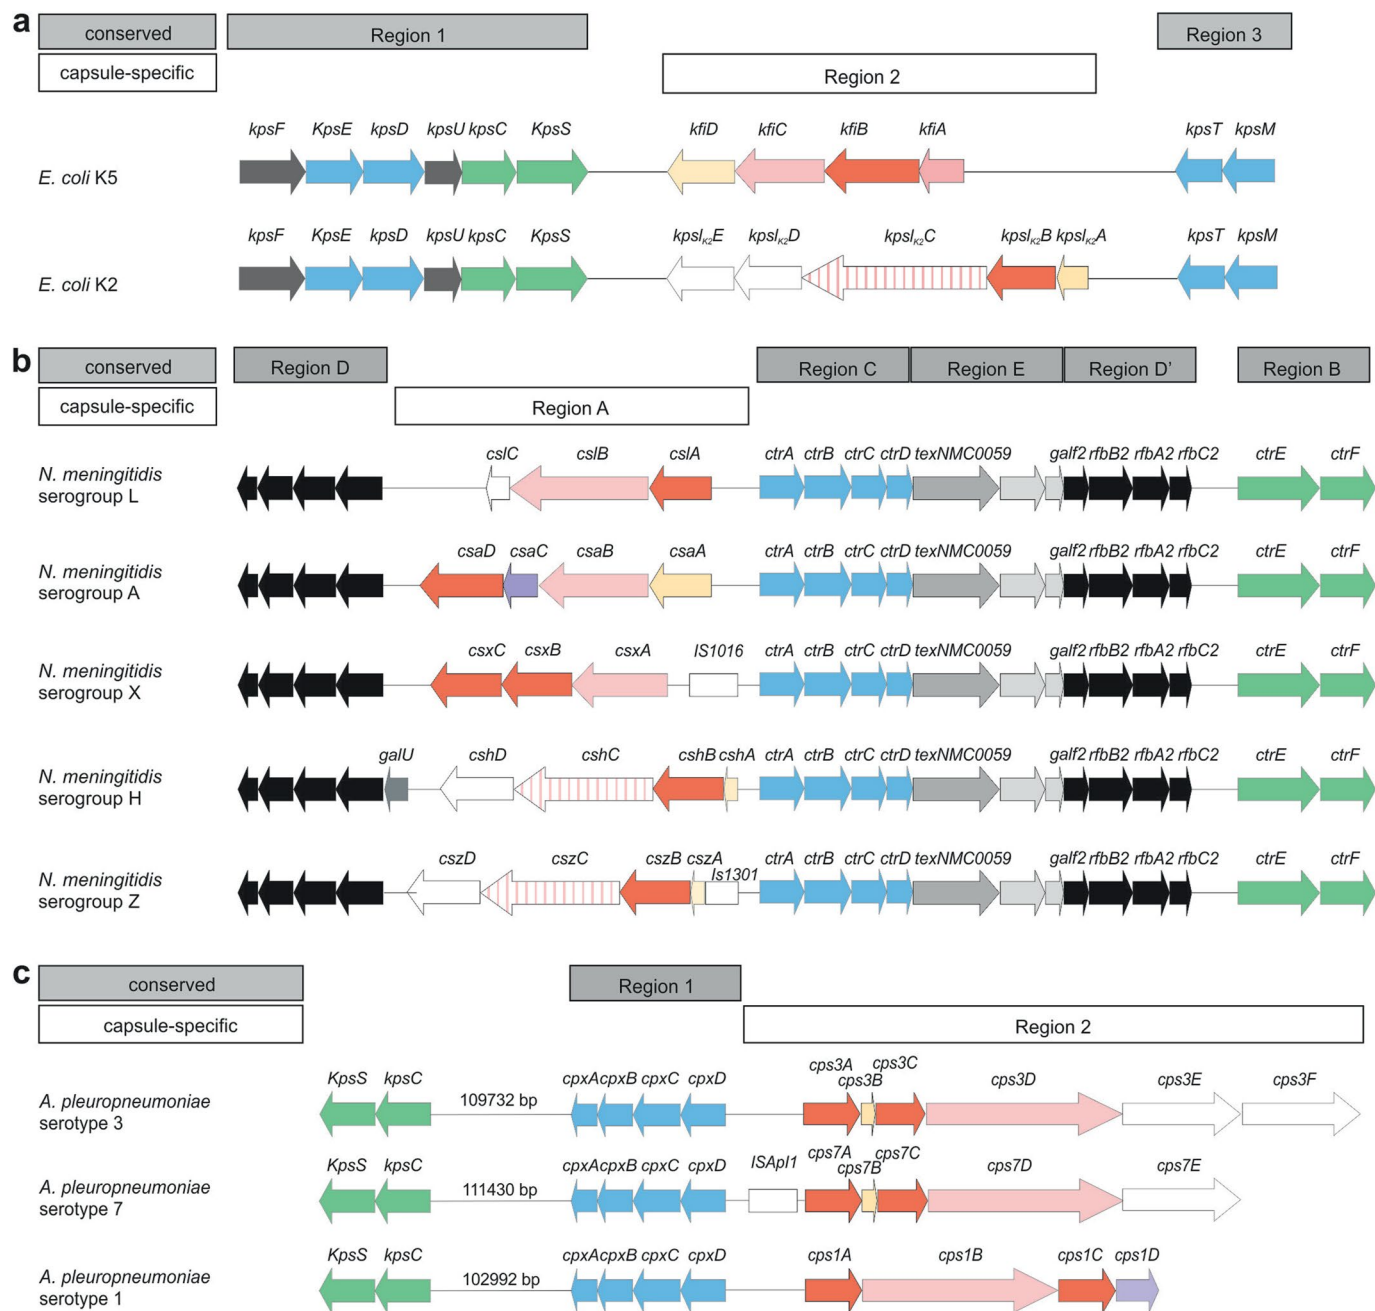 a
conserved
Region 1
Region 3
capsule-specific
Region 2
kpsF KpsE kpsD kpsU kpsC KpsS kfiD kfiC kfiB kfiA kpsT kpsM
E. coli K5
kpsF KpsE kpsD kpsU kpsC KpsS kpslK2E kpslK2D kpslK2C kpslK2B kpslK2A kpsT kpsM
E. coli K2
b
conserved
Region D
Region C
Region E
Region D’
Region B
capsule-specific
Region A
cslC cslB cslA ctrA ctrB ctrC ctrD texNMC0059 galf2 rfbB2 rfbA2 rfbC2 ctrE ctrF
N. meningitidis
serogroup L
csaD csaC csaB csaA ctrA ctrB ctrC ctrD texNMC0059 galf2 rfbB2 rfbA2 rfbC2 ctrE ctrF
N. meningitidis
serogroup A
csxC csxB csxA IS1016 ctrA ctrB ctrC ctrD texNMC0059 galf2 rfbB2 rfbA2 rfbC2 ctrE ctrF
N. meningitidis
serogroup X
galU cshD cshC cshB cshA ctrA ctrB ctrC ctrD texNMC0059 galf2 rfbB2 rfbA2 rfbC2 ctrE ctrF
N. meningitidis
serogroup H
cszD cszC cszB cszA Is1301 ctrA ctrB ctrC ctrD texNMC0059 galf2 rfbB2 rfbA2 rfbC2 ctrE ctrF
N. meningitidis
serogroup Z
c
conserved
Region 1
capsule-specific
Region 2
KpsS kpsC cpxA cpxB cpxC cpxD cps3A cps3B cps3C cps3D cps3E cps3F
A. pleuropneumoniae
serotype 3
109732 bp
KpsS kpsC cpxA cpxB cpxC cpxD ISApl1 cps7A cps7B cps7C cps7D cps7E
A. pleuropneumoniae
serotype 7
111430 bp
KpsS kpsC cpxA cpxB cpxC cpxD cps1A cps1B cps1C cps1D
A. pleuropneumoniae
serotype 1
102992 bp